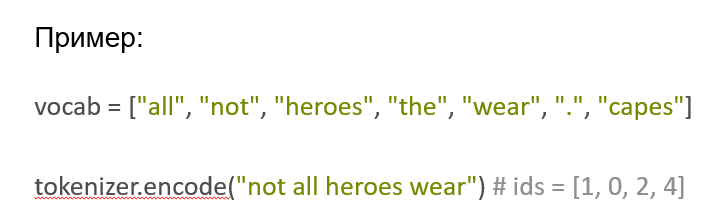 Пример:
vocab = ["all", "not", "heroes", "the", "wear", ".", "capes"]
tokenizer.encode("not all heroes wear") # ids = [1, 0, 2, 4]